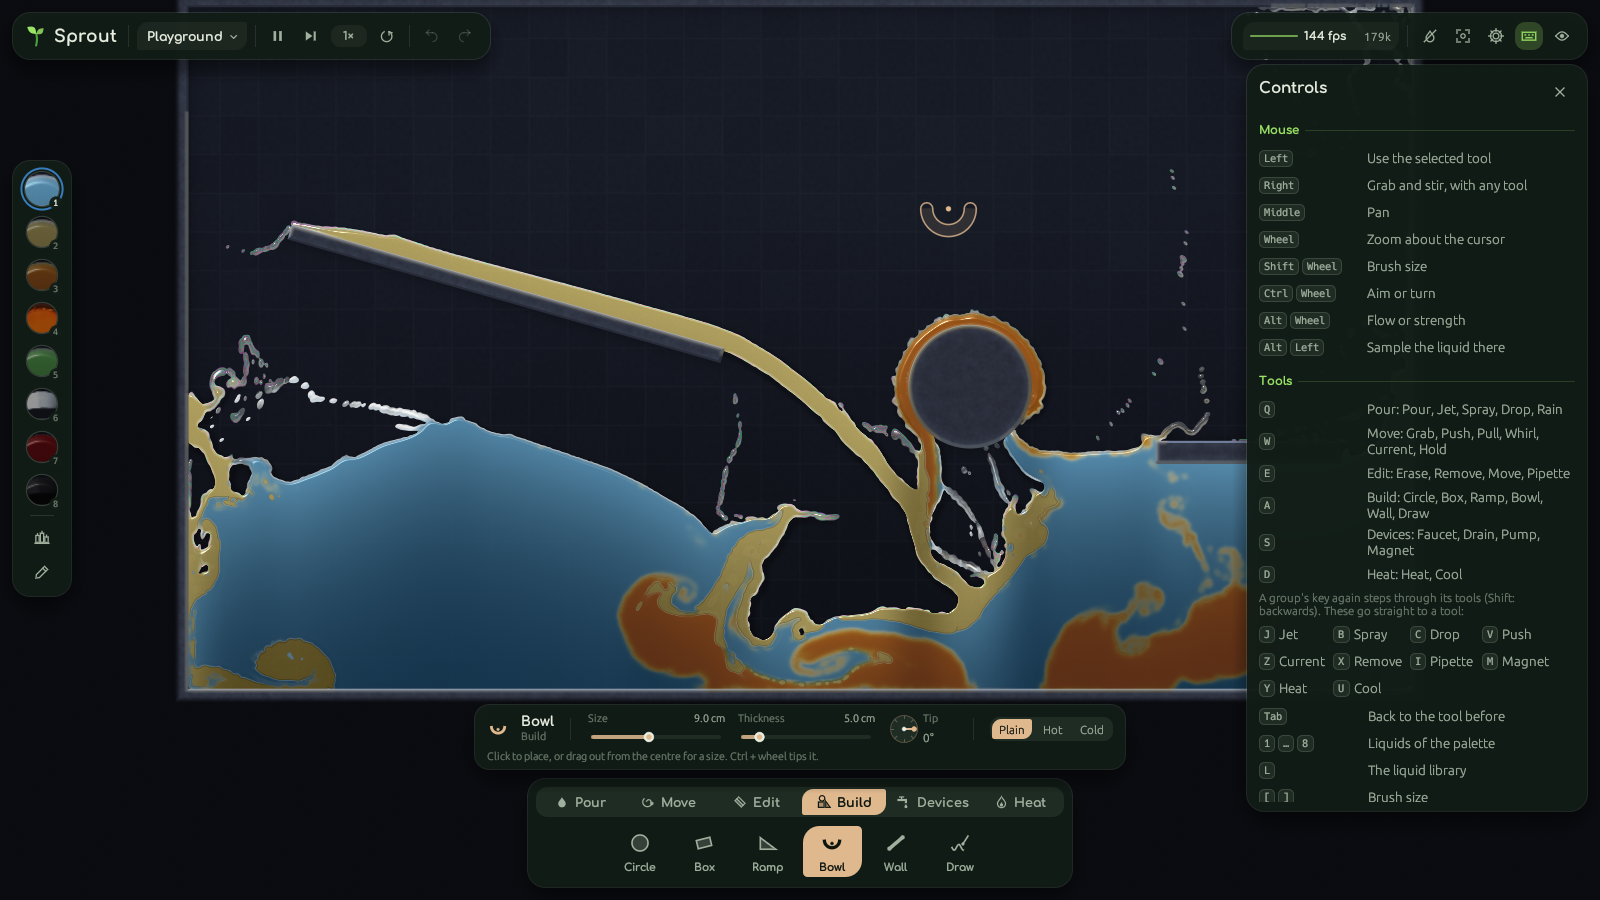 Sprout
Playground
1×
144 fps 179k
1
2
3
4
5
6
7
8
Controls
Mouse
Left Use the selected tool
Right Grab and stir, with any tool
Middle Pan
Wheel Zoom about the cursor
Shift Wheel Brush size
Ctrl Wheel Aim or turn
Alt Wheel Flow or strength
Alt Left Sample the liquid there
Tools
Q Pour: Pour, Jet, Spray, Drop, Rain
W Move: Grab, Push, Pull, Whirl,
Current, Hold
E Edit: Erase, Remove, Move, Pipette
A Build: Circle, Box, Ramp, Bowl,
Wall, Draw
S Devices: Faucet, Drain, Pump,
Magnet
D Heat: Heat, Cool
A group's key again steps through its tools (Shift:
backwards). These go straight to a tool:
J Jet B Spray C Drop V Push
Z Current X Remove I Pipette M Magnet
Y Heat U Cool
Tab Back to the tool before
1 … 8 Liquids of the palette
L The liquid library
[ ] Brush size
Bowl
Build
Size 9.0 cm
Thickness 5.0 cm
Tip
0°
Plain Hot Cold
Click to place, or drag out from the centre for a size. Ctrl + wheel tips it.
Pour Move Edit Build Devices Heat
Circle Box Ramp Bowl Wall Draw